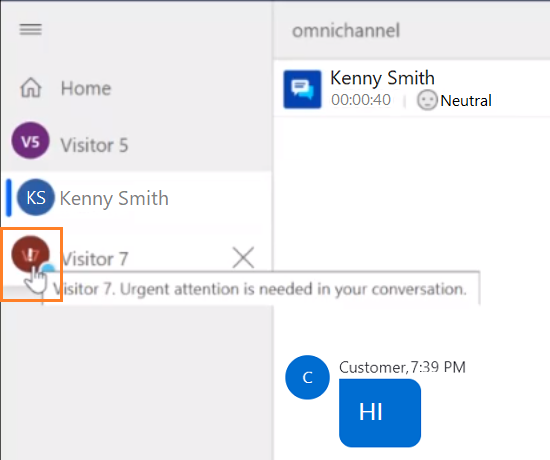 omnichannel
Kenny Smith
00:00:40 | Neutral
Home
V5 Visitor 5
KS Kenny Smith
Visitor 7
Visitor 7. Urgent attention is needed in your conversation.
Customer, 7:39 PM
C
HI